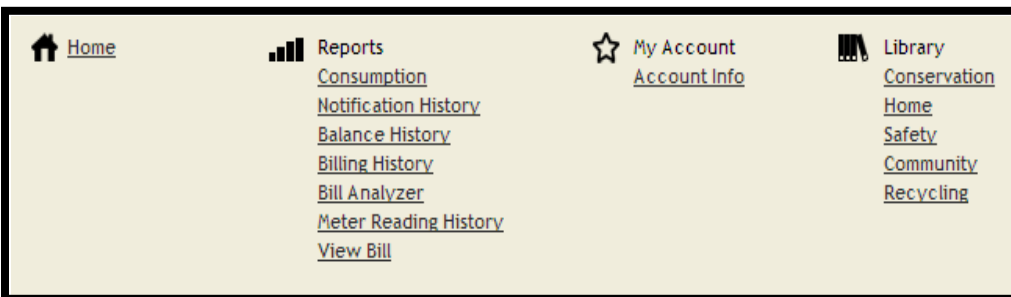 Home
Reports
Consumption
Notification History
Balance History
Billing History
Bill Analyzer
Meter Reading History
View Bill
My Account
Account Info
Library
Conservation
Home
Safety
Community
Recycling